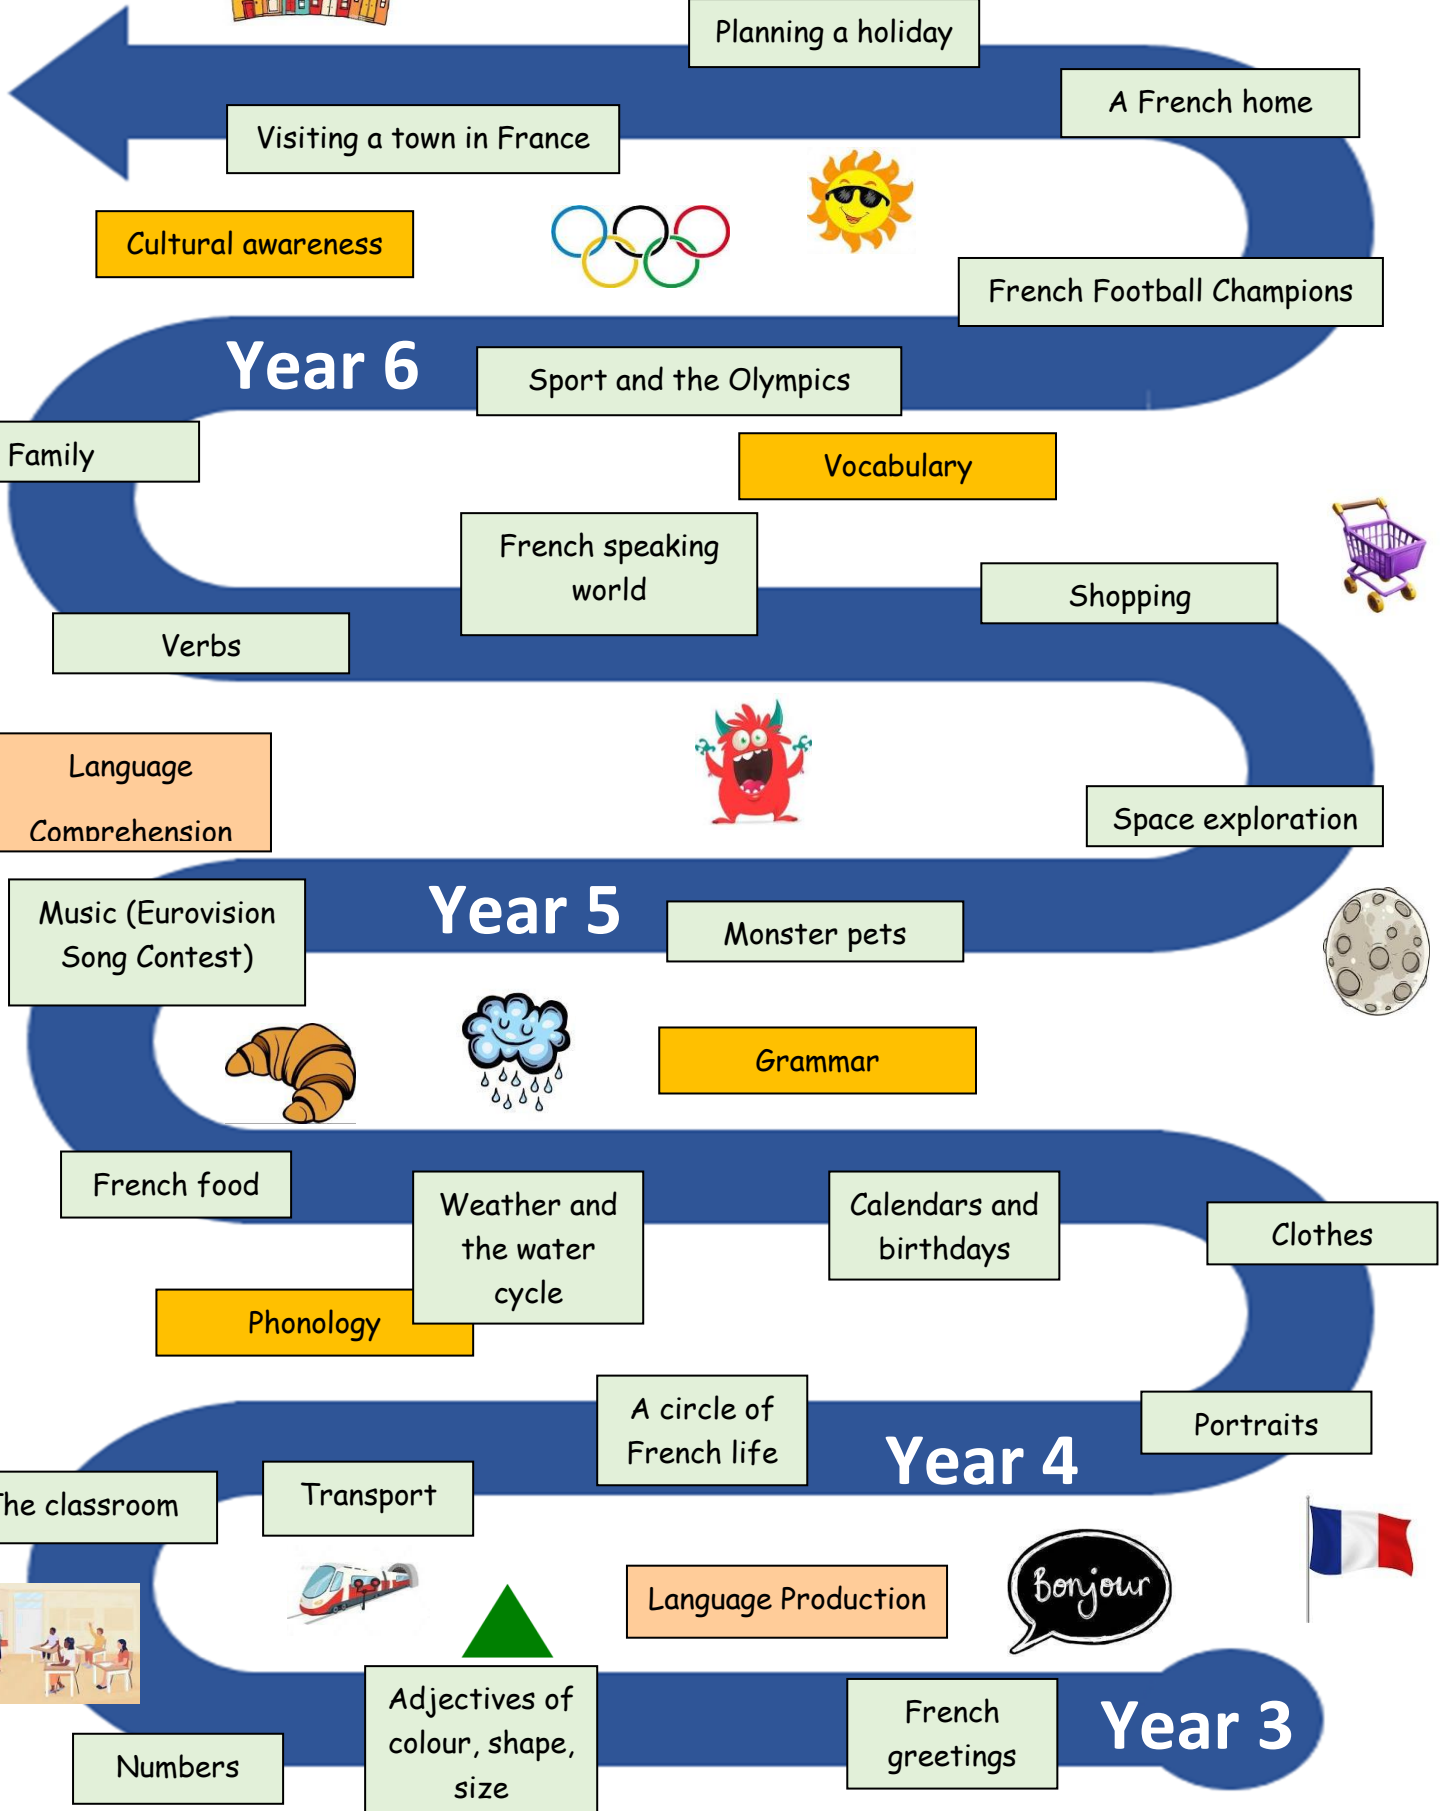 Planning a holiday
A French home
Visiting a town in France
Cultural awareness
French Football Champions
Year 6
Sport and the Olympics
Family
Vocabulary
French speaking
world
Shopping
Verbs
Language
Comprehension
Space exploration
Music (Eurovision
Song Contest)
Year 5
Monster pets
Grammar
French food
Weather and
the water
cycle
Calendars and
birthdays
Clothes
Phonology
A circle of
French life
Year 4
Portraits
The classroom
Transport
Language Production
Bonjour
Adjectives of
colour, shape,
size
French
greetings
Year 3
Numbers